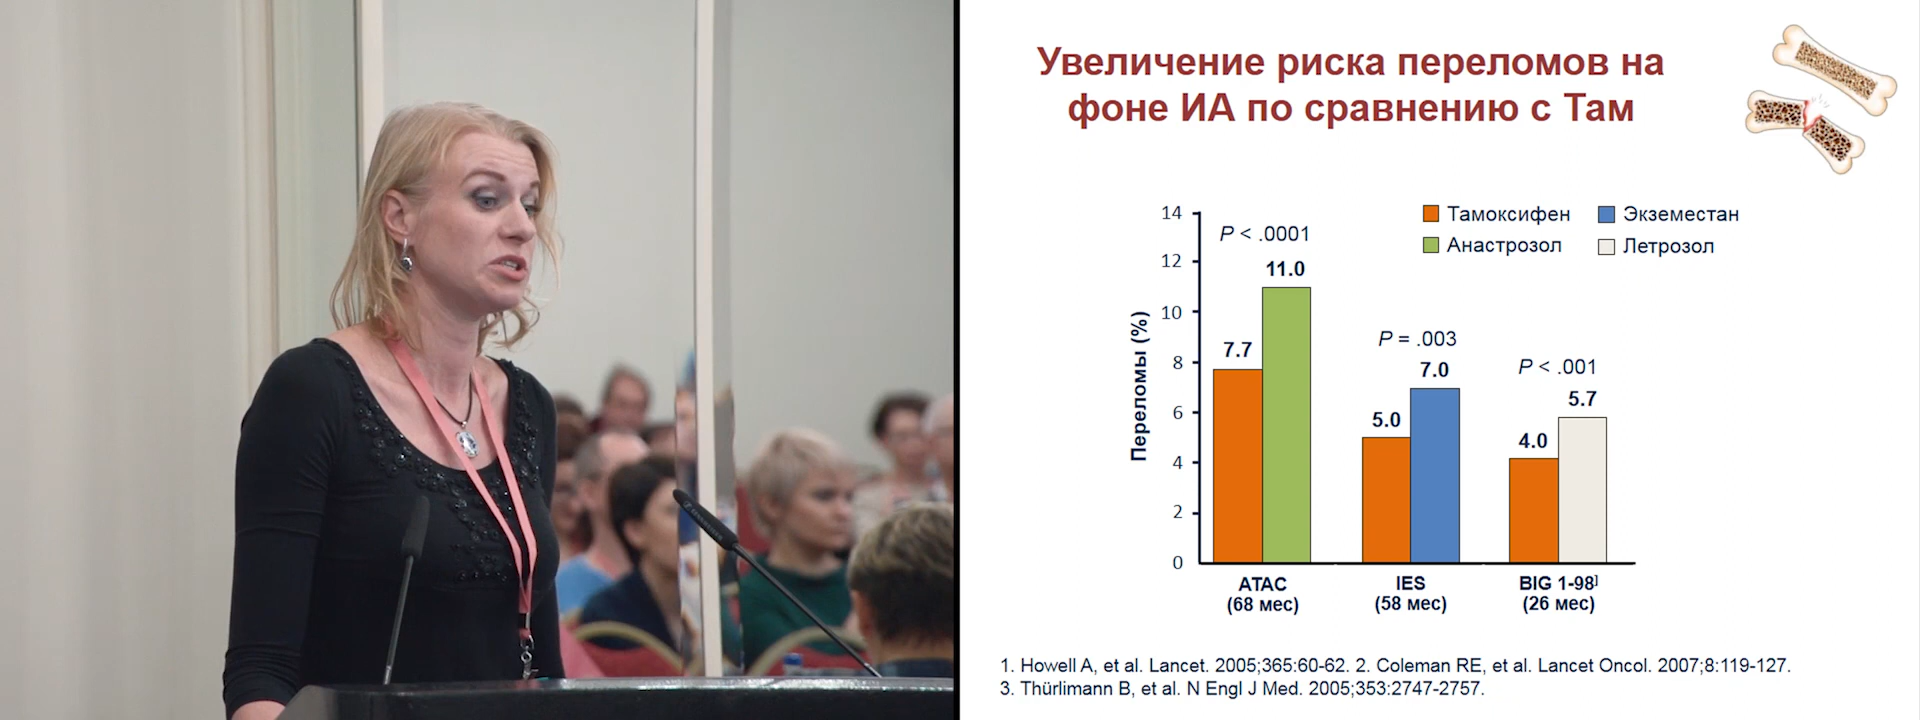 Увеличение риска переломов на
фоне ИА по сравнению с Там
Тамоксифен
Экземестан
Анастрозол
Летрозол
Переломы (%)
14
12
10
8
6
4
2
0
P < .0001
7.7
11.0
P = .003
5.0
7.0
P < .001
4.0
5.7
ATAC
(68 мес)
IES
(58 мес)
BIG 1-98]
(26 мес)
1. Howell A, et al. Lancet. 2005;365:60-62. 2. Coleman RE, et al. Lancet Oncol. 2007;8:119-127.
3. Thürlimann B, et al. N Engl J Med. 2005;353:2747-2757.